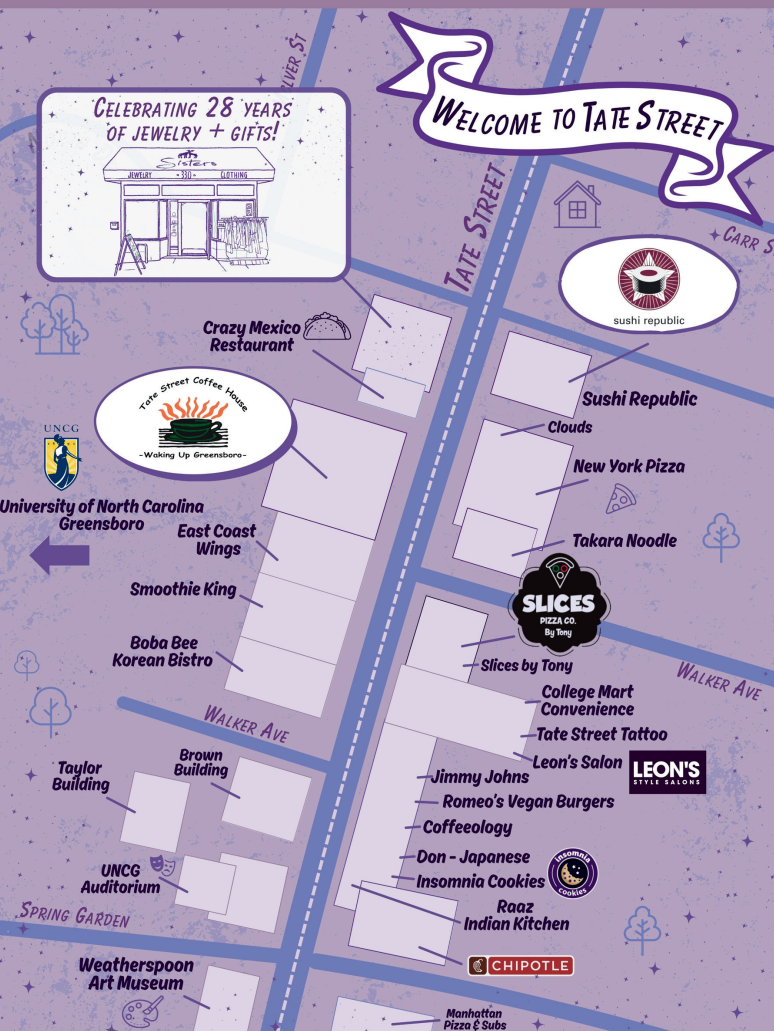 WELCOME TO TATE STREET
CELEBRATING 28 YEARS
OF JEWELRY + GIFTS!
Sisters
JEWELRY - 330 - CLOTHING
TATE STREET
CARR S
sushi republic
Crazy Mexico
Restaurant
Sushi Republic
Tate Street Coffee House
-Waking Up Greensboro-
Clouds
UNCG
New York Pizza
University of North Carolina
Greensboro
East Coast
Wings
Takara Noodle
Smoothie King
SLICES
PIZZA CO.
By Tony
Boba Bee
Korean Bistro
Slices by Tony
WALKER AVE
College Mart
Convenience
WALKER AVE
Tate Street Tattoo
Leon's Salon
LEON'S
STYLE SALONS
Taylor
Building
Brown
Building
Jimmy Johns
Romeo's Vegan Burgers
Coffeeology
UNCG
Auditorium
Don - Japanese
Insomnia Cookies
insomnia
cookies
Raaz
Indian Kitchen
SPRING GARDEN
Weatherspoon
Art Museum
CHIPOTLE
Manhattan
Pizza & Subs